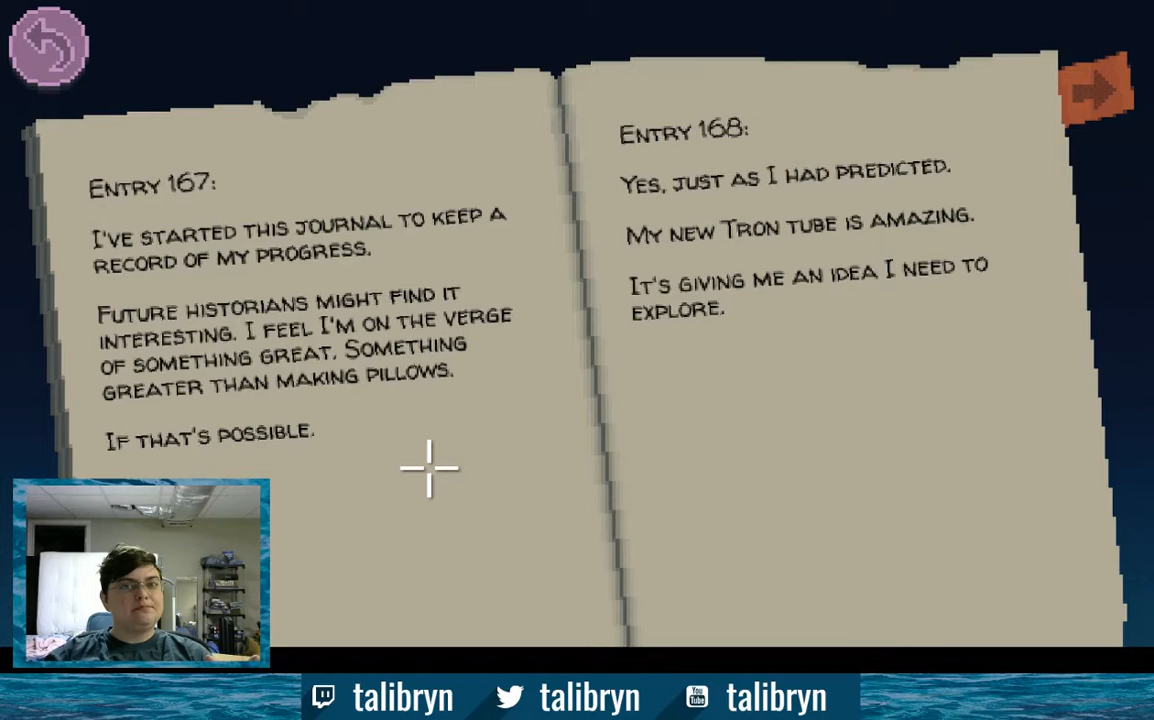 Entry 167:
I've started this journal to keep a
record of my progress.
Future historians might find it
interesting. I feel I'm on the verge
of something great. Something
greater than making pillows.
If that's possible.
Entry 168:
Yes, just as I had predicted.
My new Tron tube is amazing.
It's giving me an idea I need to
explore.
talibryn
talibryn
You Tube
talibryn